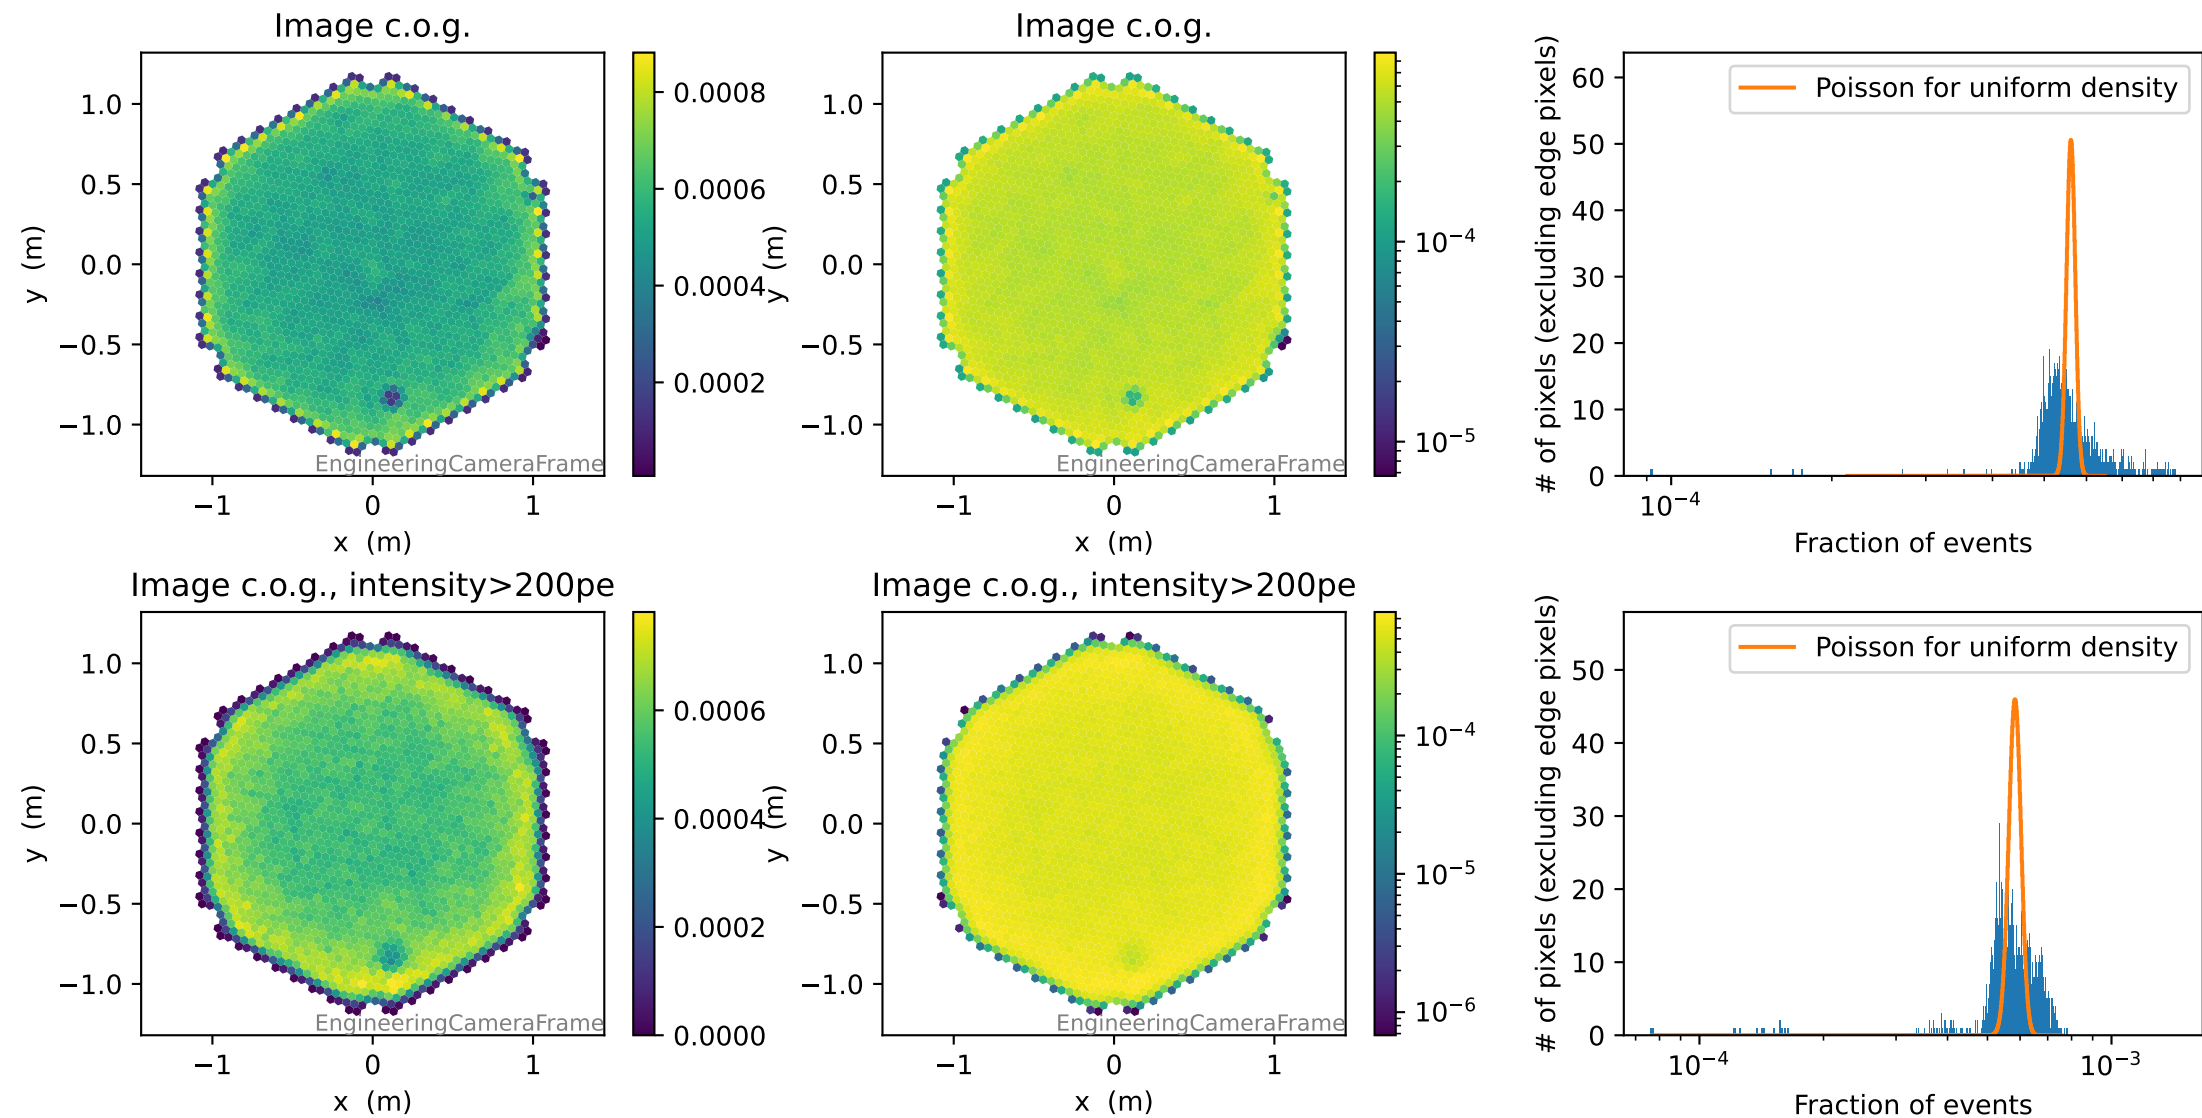 Image c.o.g.
1.0
0.5
0.0
−0.5
−1.0
y (m)
−1 0 1
x (m)
EngineeringCameraFrame
0.0008
0.0006
0.0004
0.0002
Image c.o.g.
1.0
0.5
0.0
−0.5
−1.0
y (m)
−1 0 1
x (m)
EngineeringCameraFrame
10⁻⁴
10⁻⁵
Poisson for uniform density
60
50
40
30
20
10
0
# of pixels (excluding edge pixels)
10⁻⁴
Fraction of events
Image c.o.g., intensity>200pe
1.0
0.5
0.0
−0.5
−1.0
y (m)
−1 0 1
x (m)
EngineeringCameraFrame
0.0006
0.0004
0.0002
0.0000
Image c.o.g., intensity>200pe
1.0
0.5
0.0
−0.5
−1.0
y (m)
−1 0 1
x (m)
EngineeringCameraFrame
10⁻⁴
10⁻⁵
10⁻⁶
Poisson for uniform density
50
40
30
20
10
0
# of pixels (excluding edge pixels)
10⁻⁴ 10⁻³
Fraction of events